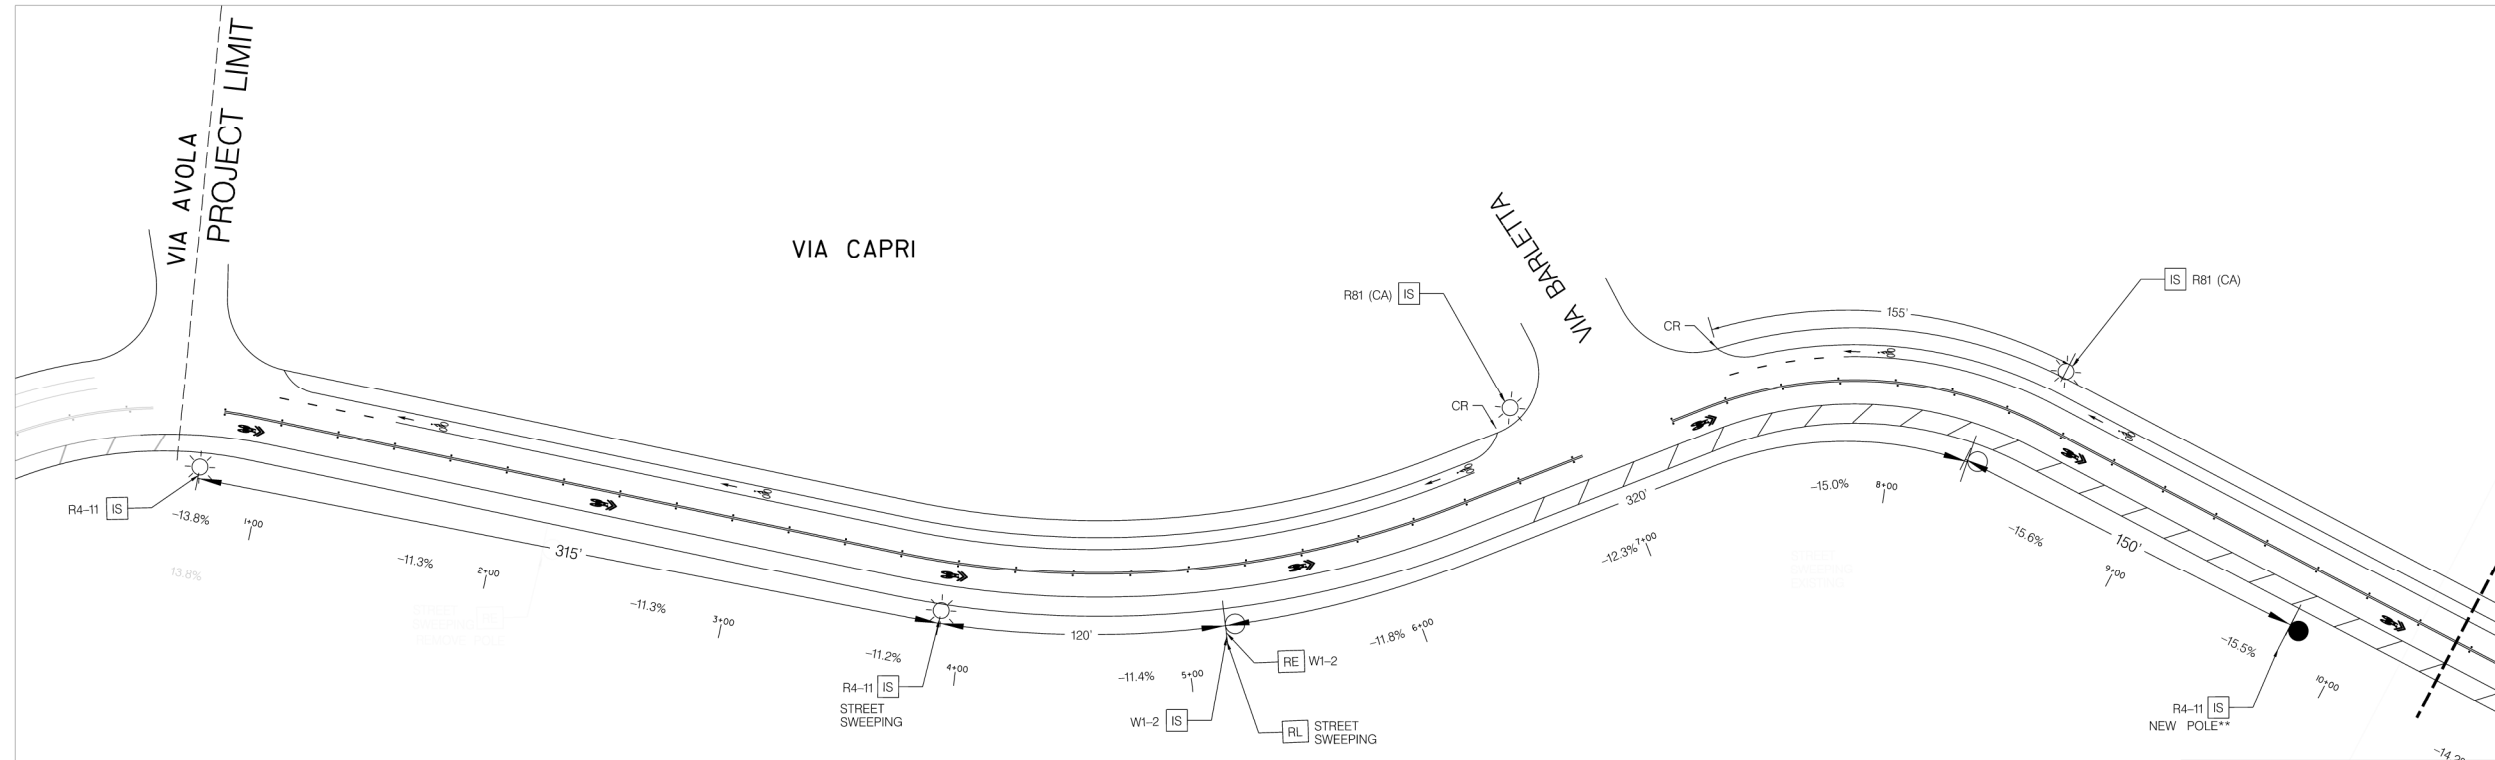 VIA AVOLA
PROJECT LIMIT
VIA CAPRI
VIA BARLETTA
R81 (CA) IS
IS R81 (CA)
CR
155'
CR
R4-11 IS
-13.8%
1+00
13.8%
-11.3%
2+00
315'
-11.3%
3+00
-11.2%
4+00
R4-11 IS
STREET
SWEEPING
120'
-11.4%
5+00
RE W1-2
W1-2 IS
RL STREET
SWEEPING
-11.8%
6+00
320'
-12.3%
7+00
-15.0%
8+00
-15.6%
150'
9+00
-15.5%
10+00
R4-11 IS
NEW POLE**